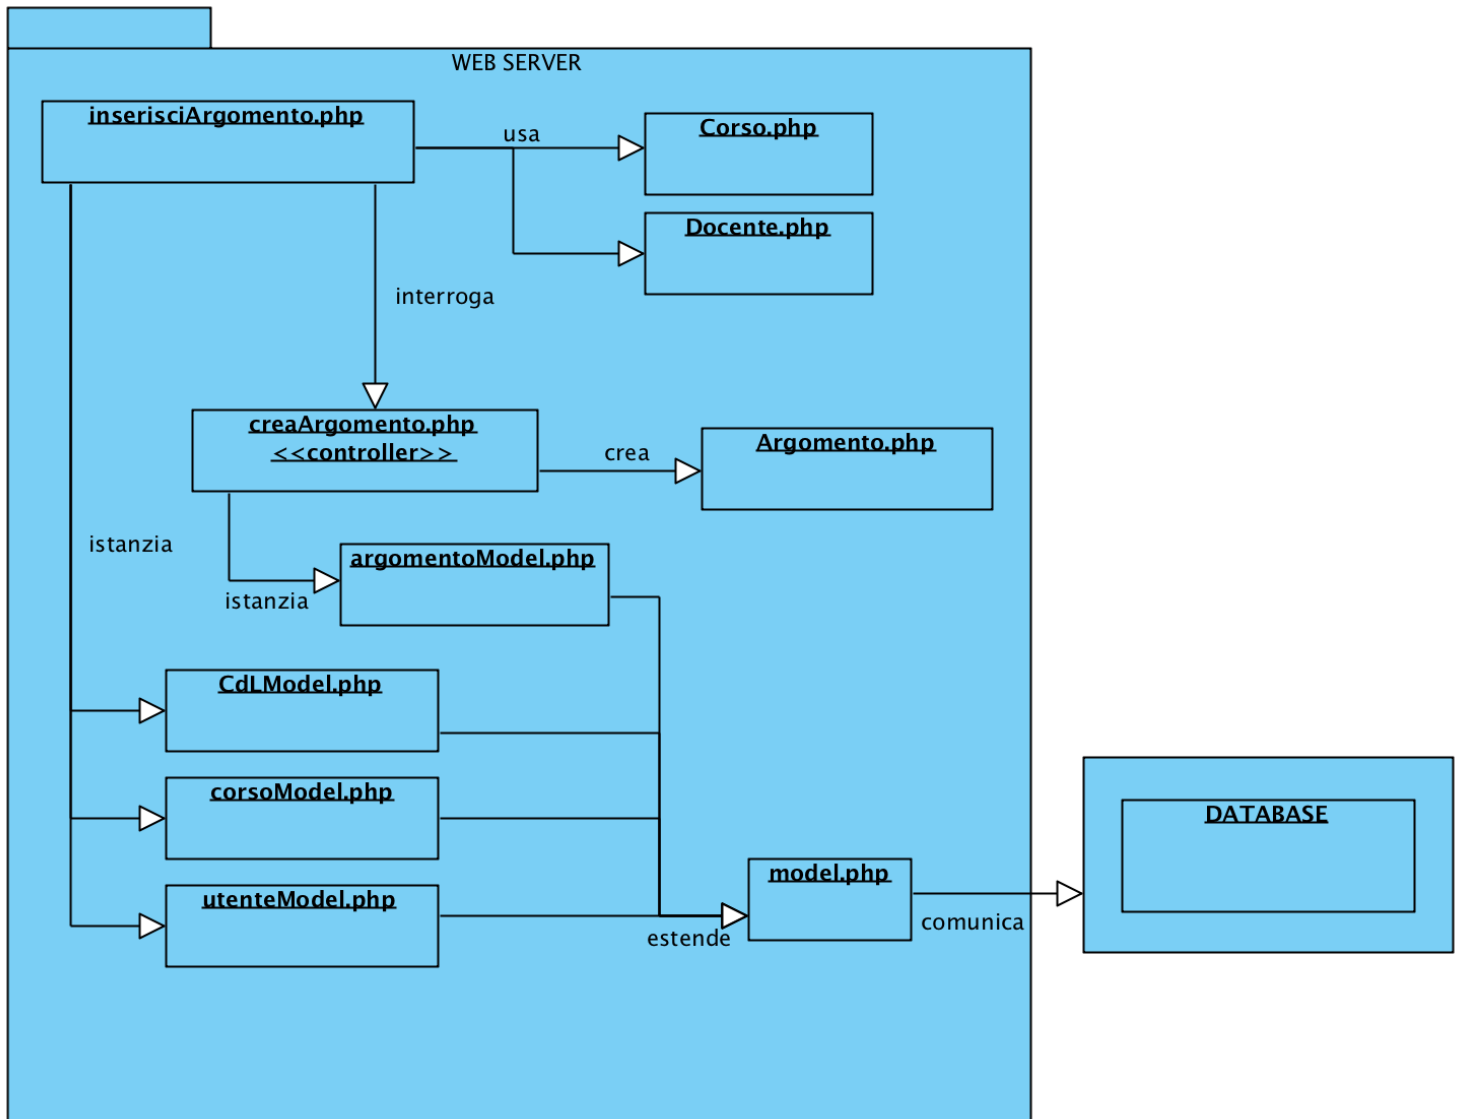 WEB SERVER
inserisciArgomento.php
usa
Corso.php
Docente.php
interroga
creaArgomento.php
<<controller>>
crea
Argomento.php
istanzia
argomentoModel.php
istanzia
CdLModel.php
corsoModel.php
utenteModel.php
estende
model.php
comunica
DATABASE